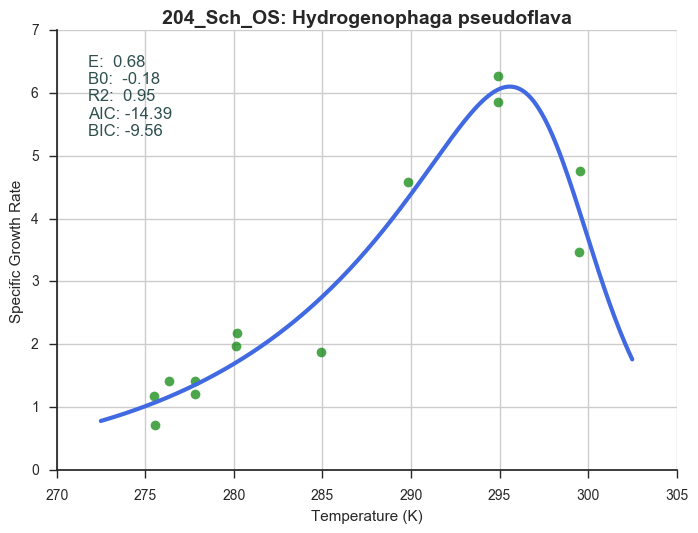 204_Sch_OS: Hydrogenophaga pseudoflava
E:  0.68
B0:  -0.18
R2:  0.95
AIC: -14.39
BIC: -9.56
Specific Growth Rate
7
6
5
4
3
2
1
0
270 275 280 285 290 295 300 305
Temperature (K)